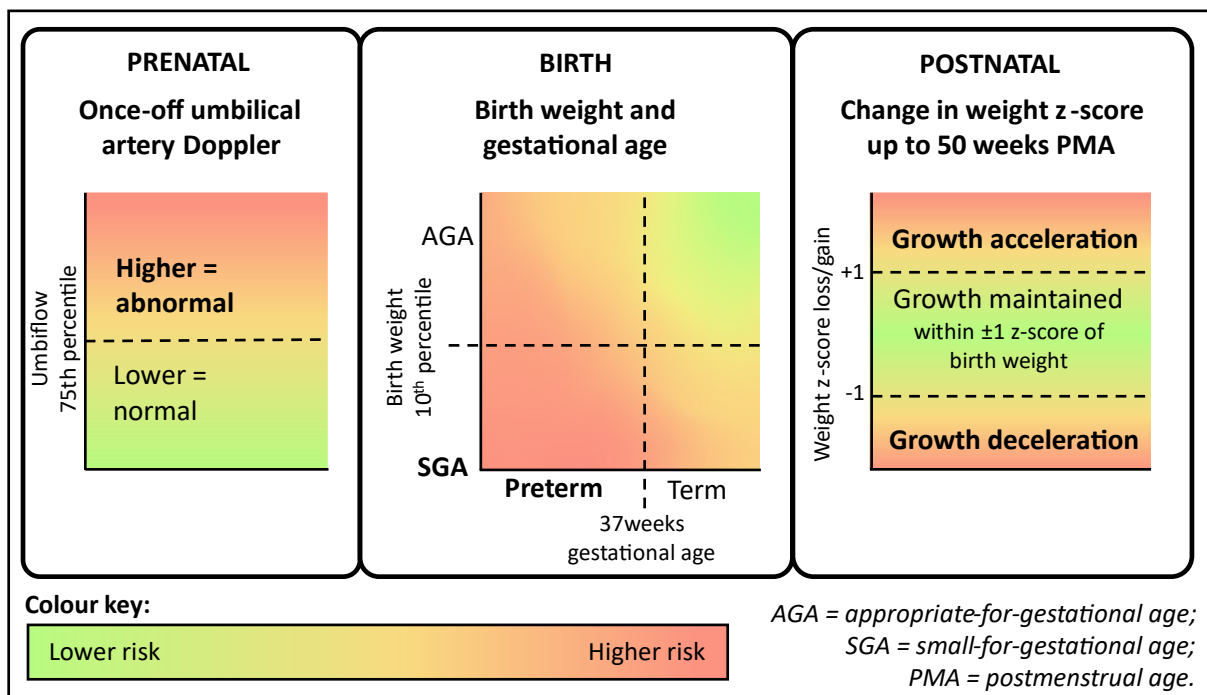 PRENATAL
Once-off umbilical
artery Doppler
Umbiflow
75th percentile
Higher =
abnormal
Lower =
normal
BIRTH
Birth weight and
gestational age
Birth weight
10th percentile
AGA
SGA
Preterm
Term
37weeks
gestational age
POSTNATAL
Change in weight z-score
up to 50 weeks PMA
Weight z-score loss/gain
+1
-1
Growth acceleration
Growth maintained
within ±1 z-score of
birth weight
Growth deceleration
Colour key:
Lower risk
Higher risk
AGA = appropriate-for-gestational age;
SGA = small-for-gestational age;
PMA = postmenstrual age.